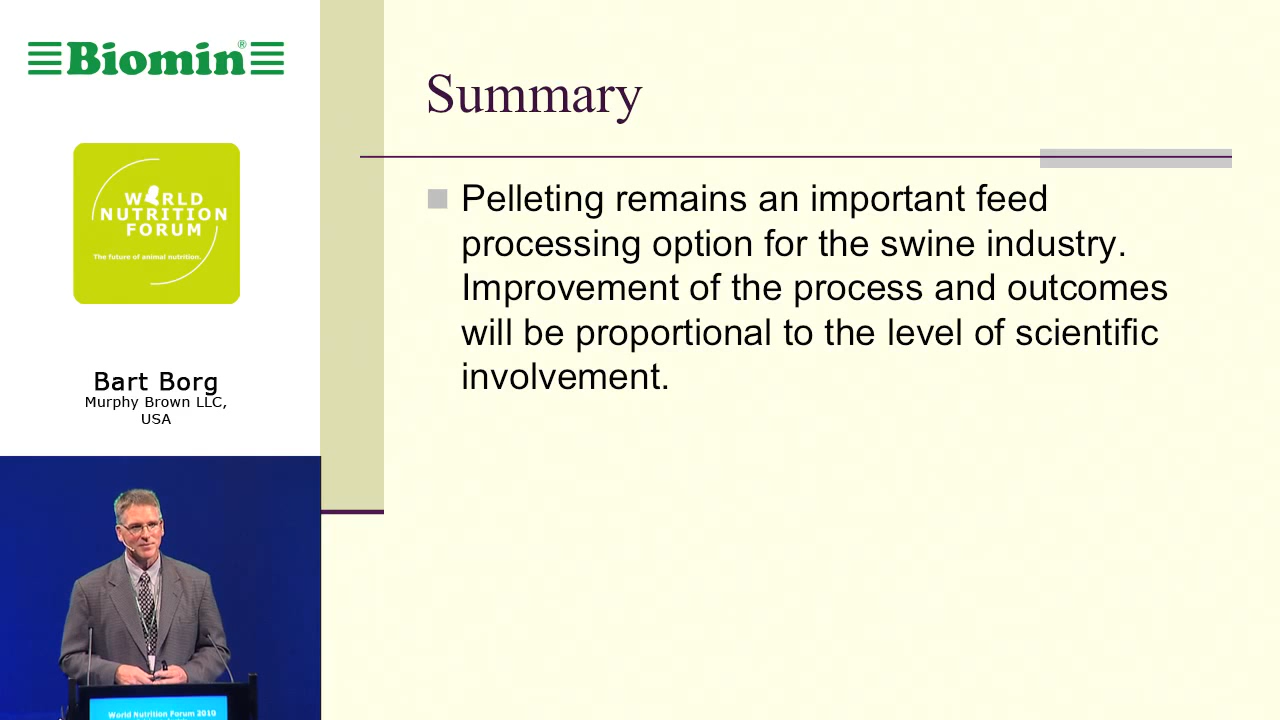 Biomin®
WORLD
NUTRITION
FORUM
The future of animal nutrition.
Bart Borg
Murphy Brown LLC,
USA
World Nutrition Forum 2010
Summary
Pelleting remains an important feed
processing option for the swine industry.
Improvement of the process and outcomes
will be proportional to the level of scientific
involvement.